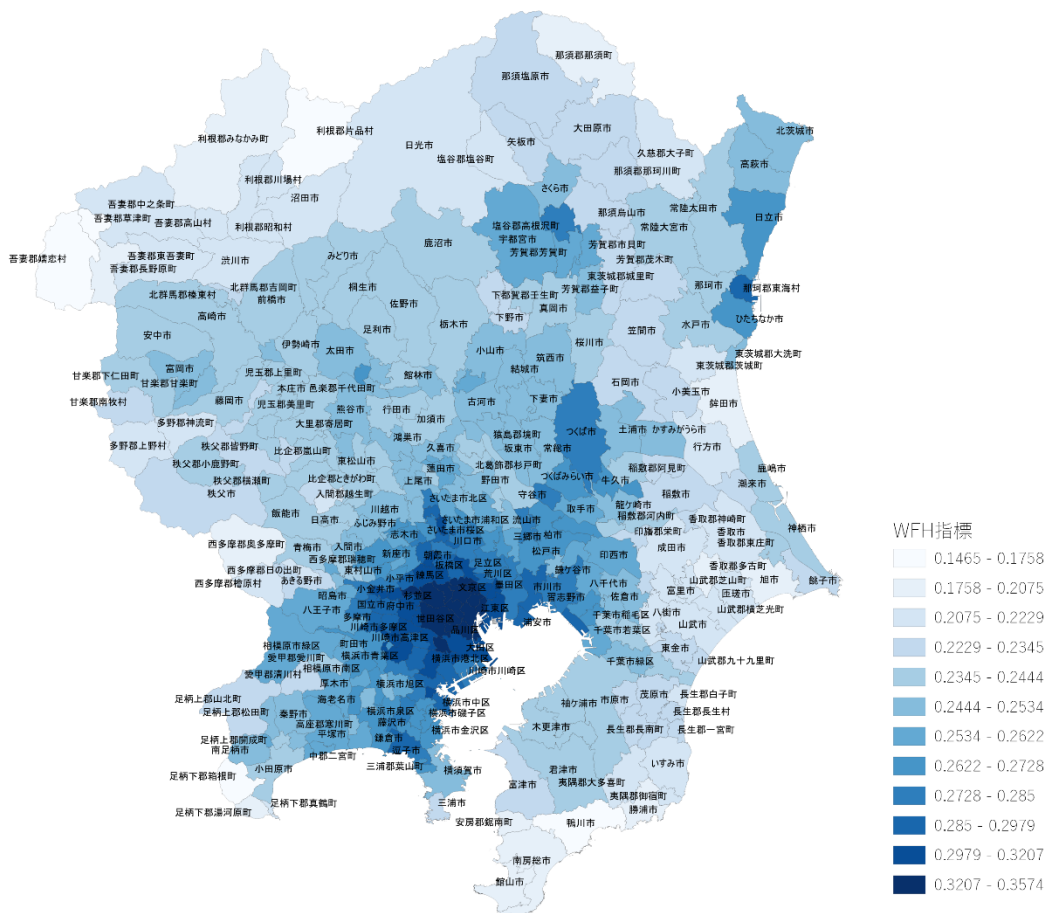 那須郡那須町
那須塩原市
大田原市
北茨城市
利根郡みなかみ町
利根郡片品村
日光市
矢板市
塩谷郡塩谷町
久慈郡大子町
高萩市
那須郡那珂川町
利根郡川場村
さくら市
吾妻郡中之条町
沼田市
吾妻郡草津町
吾妻郡高山村
利根郡昭和村
塩谷郡高根沢町
那須烏山市
常陸太田市
日立市
宇都宮市
常陸大宮市
鹿沼市
芳賀郡市貝町
吾妻郡嬬恋村
吾妻郡東吾妻町
渋川市
みどり市
芳賀郡芳賀町
芳賀郡茂木町
吾妻郡長野原町
東茨城郡城里町
北群馬郡吉岡町
桐生市
芳賀郡益子町
那珂市
那珂郡東海村
北群馬郡榛東村
前橋市
佐野市
下都賀郡壬生町
真岡市
高崎市
下野市
ひたちなか市
安中市
足利市
栃木市
水戸市
笠間市
桜川市
伊勢崎市
太田市
小山市
筑西市
東茨城郡大洗町
東茨城郡茨城町
富岡市
甘楽郡下仁田町
児玉郡上里町
館林市
結城市
石岡市
甘楽郡甘楽町
本庄市
邑楽郡千代田町
小美玉市
甘楽郡南牧村
藤岡市
児玉郡美里町
熊谷市
行田市
加須市
古河市
下妻市
鉾田市
多野郡神流町
大里郡寄居町
猿島郡境町
つくば市
土浦市
かすみがうら市
多野郡上野村
秩父郡皆野町
鴻巣市
久喜市
坂東市
常総市
行方市
秩父郡小鹿野町
比企郡嵐山町
東松山市
蓮田市
北葛飾郡杉戸町
つくばみらい市
稲敷郡阿見町
鹿嶋市
秩父郡横瀬町
比企郡ときがわ町
上尾市
野田市
牛久市
潮来市
秩父市
入間郡越生町
さいたま市北区
守谷市
稲敷市
飯能市
日高市
川越市
取手市
龍ケ崎市
稲敷郡河内町
神栖市
ふじみ野市
さいたま市浦和区
流山市
香取郡神崎町
志木市
さいたま市桜区
印旛郡栄町
香取市
西多摩郡奥多摩町
青梅市
入間市
新座市
朝霞市
川口市
三郷市
柏市
成田市
香取郡東庄町
西多摩郡瑞穂町
板橋区
足立区
松戸市
印西市
西多摩郡日の出町
東村山市
練馬区
荒川区
鎌ケ谷市
香取郡多古町
西多摩郡檜原村
あきる野市
小平市
文京区
墨田区
市川市
八千代市
山武郡芝山町
旭市
銚子市
昭島市
小金井市
杉並区
習志野市
佐倉市
富里市
匝瑳市
八王子市
国立市
府中市
世田谷区
江東区
浦安市
千葉市稲毛区
八街市
山武郡横芝光町
多摩市
川崎市多摩区
品川区
千葉市若葉区
山武市
相模原市緑区
町田市
川崎市高津区
大田区
東金市
愛甲郡愛川町
横浜市青葉区
横浜市港北区
千葉市緑区
山武郡九十九里町
愛甲郡清川村
相模原市南区
川崎市川崎区
足柄上郡山北町
厚木市
横浜市旭区
茂原市
長生郡白子町
足柄上郡松田町
海老名市
横浜市中区
袖ケ浦市
市原市
長生郡長生村
秦野市
高座郡寒川町
横浜市泉区
横浜市磯子区
木更津市
長生郡長南町
長生郡一宮町
足柄上郡開成町
平塚市
藤沢市
横浜市金沢区
南足柄市
鎌倉市
中郡二宮町
逗子市
君津市
いすみ市
足柄下郡箱根町
小田原市
三浦郡葉山町
横須賀市
富津市
夷隅郡大多喜町
夷隅郡御宿町
足柄下郡湯河原町
足柄下郡真鶴町
三浦市
勝浦市
安房郡鋸南町
鴨川市
南房総市
館山市
WFH指標
0.1465 - 0.1758
0.1758 - 0.2075
0.2075 - 0.2229
0.2229 - 0.2345
0.2345 - 0.2444
0.2444 - 0.2534
0.2534 - 0.2622
0.2622 - 0.2728
0.2728 - 0.285
0.285 - 0.2979
0.2979 - 0.3207
0.3207 - 0.3574